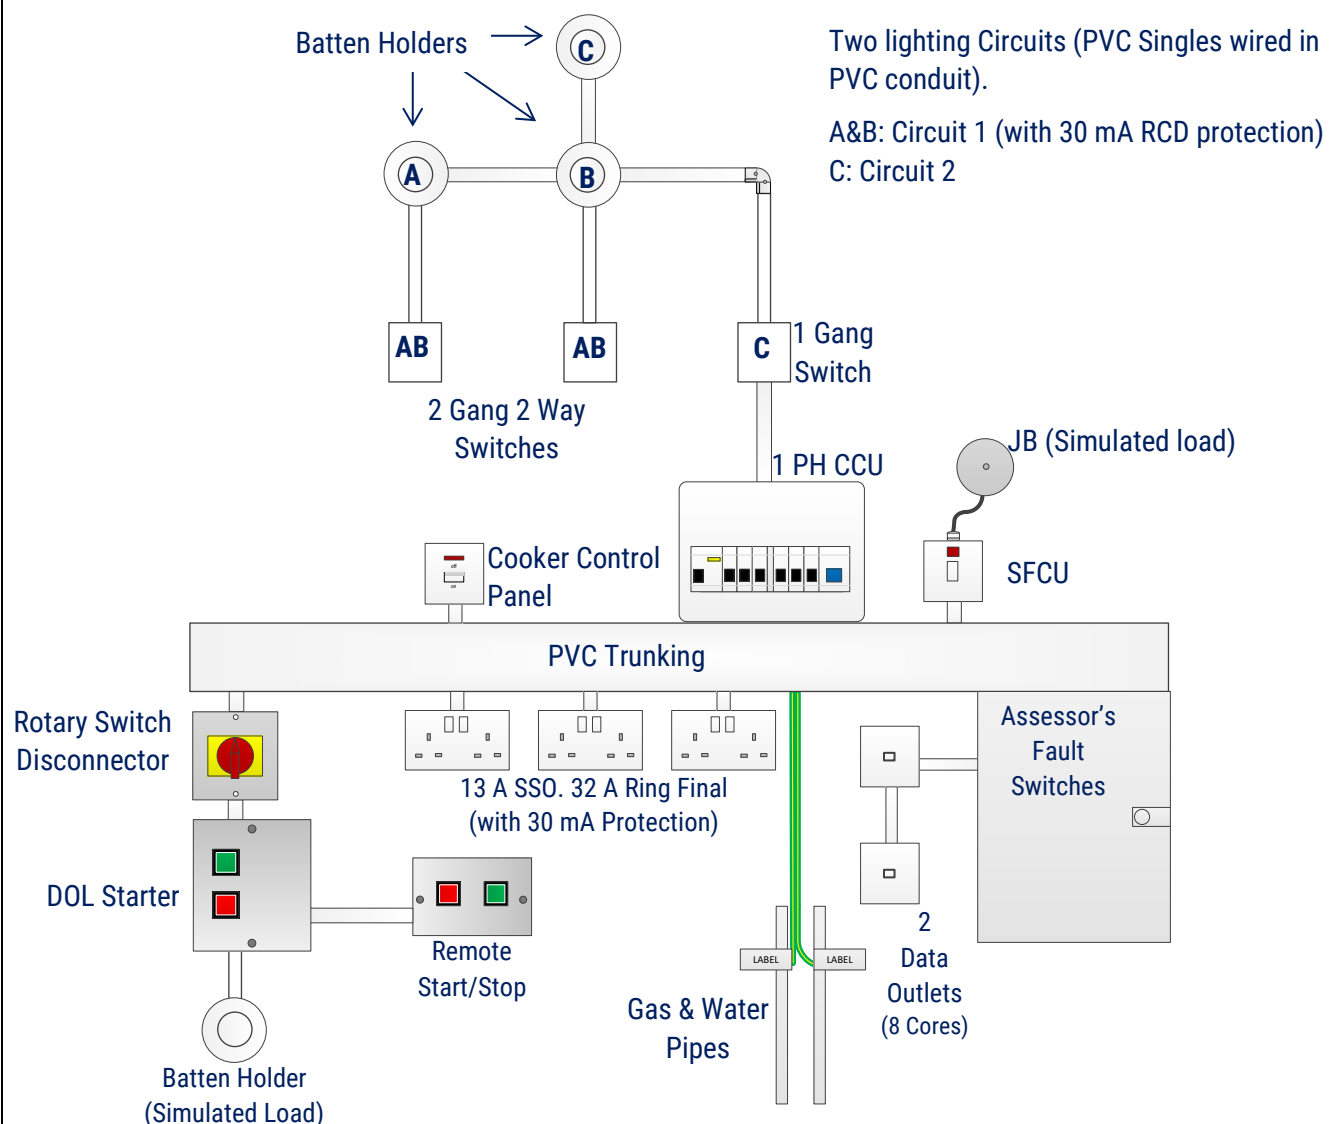 Batten Holders
C
Two lighting Circuits (PVC Singles wired in
PVC conduit).
A&B: Circuit 1 (with 30 mA RCD protection)
C: Circuit 2
A
B
AB
AB
C
1 Gang
Switch
2 Gang 2 Way
Switches
JB (Simulated load)
1 PH CCU
Cooker Control
Panel
off
on
SFCU
PVC Trunking
Rotary Switch
Disconnector
13 A SSO. 32 A Ring Final
(with 30 mA Protection)
Assessor's
Fault
Switches
DOL Starter
Remote
Start/Stop
LABEL
LABEL
2
Data
Outlets
(8 Cores)
Gas & Water
Pipes
Batten Holder
(Simulated Load)